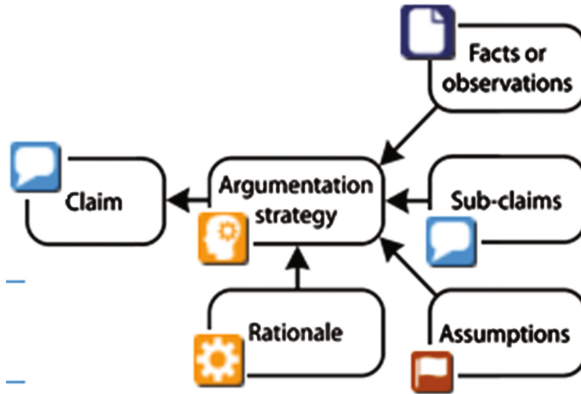 Facts or
observations
Claim
Argumentation
strategy
Sub-claims
Rationale
Assumptions